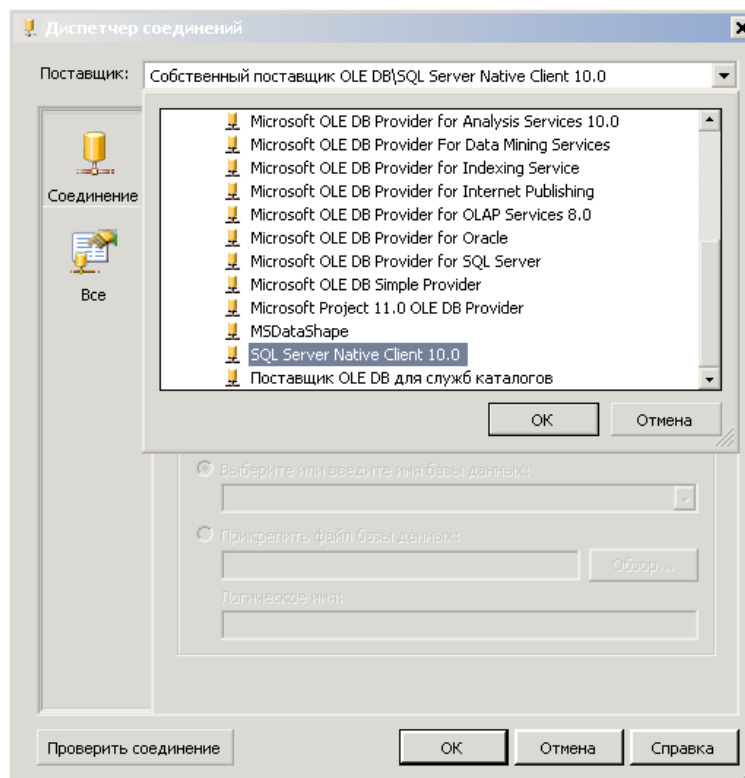 Диспетчер соединений
Поставщик: Собственный поставщик OLE DB\SQL Server Native Client 10.0
Microsoft OLE DB Provider for Analysis Services 10.0
Microsoft OLE DB Provider For Data Mining Services
Microsoft OLE DB Provider for Indexing Service
Microsoft OLE DB Provider for Internet Publishing
Microsoft OLE DB Provider for OLAP Services 8.0
Microsoft OLE DB Provider for Oracle
Microsoft OLE DB Provider for SQL Server
Microsoft OLE DB Simple Provider
Microsoft Project 11.0 OLE DB Provider
MSDataShape
SQL Server Native Client 10.0
Поставщик OLE DB для служб каталогов
Соединение
Все
ОК Отмена
Выберите или введите имя базы данных:
Прикрепить файл базы данных:
Обзор...
Логическое имя:
Проверить соединение ОК Отмена Справка